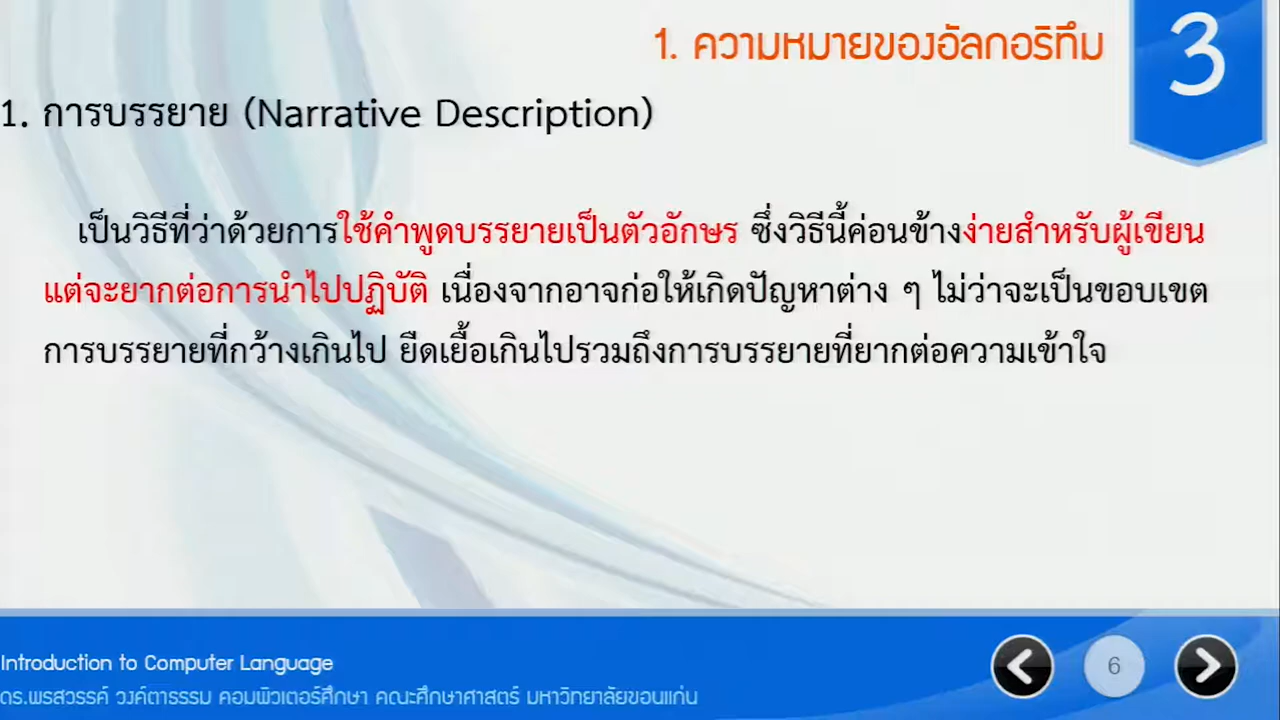 1. ความหมายของอัลกอริทึม
3
1. การบรรยาย (Narrative Description)
เป็นวิธีที่ว่าด้วยการใช้คำพูดบรรยายเป็นตัวอักษร ซึ่งวิธีนี้ค่อนข้างง่ายสำหรับผู้เขียน
แต่จะยากต่อการนำไปปฏิบัติ เนื่องจากอาจก่อให้เกิดปัญหาต่าง ๆ ไม่ว่าจะเป็นขอบเขต
การบรรยายที่กว้างเกินไป ยืดเยื้อเกินไปรวมถึงการบรรยายที่ยากต่อความเข้าใจ
Introduction to Computer Language
6
ดร.พรสวรรค์ วงค์ตาธรรม คอมพิวเตอร์ศึกษา คณะศึกษาศาสตร์ มหาวิทยาลัยขอนแก่น